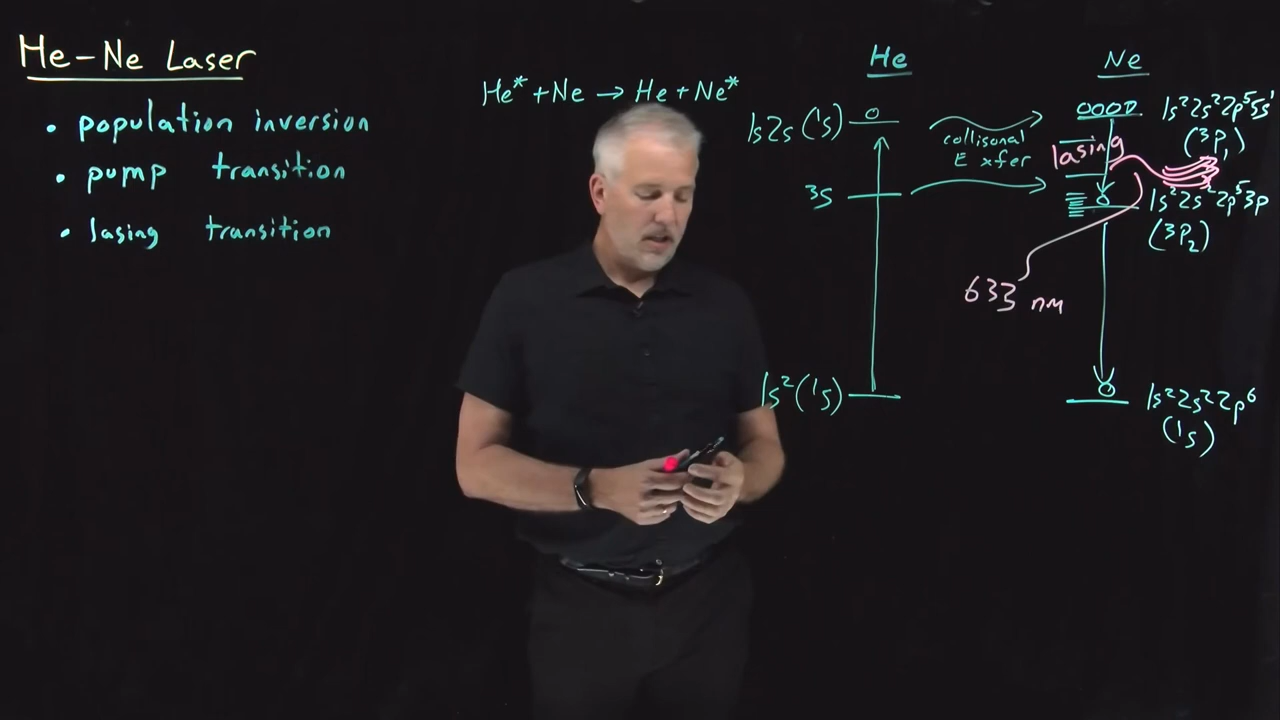 He-Ne Laser
• population inversion
• pump transition
• lasing transition
He* + Ne → He + Ne*
He
1s2s (¹S)
3S
1s²(¹S)
collisonal
E xfer
Ne
1s²2s²2p⁵5s¹
(³P₁)
lasing
1s²2s²2p⁵3p
(³P₂)
633 nm
1s²2s²2p⁶
(¹S)